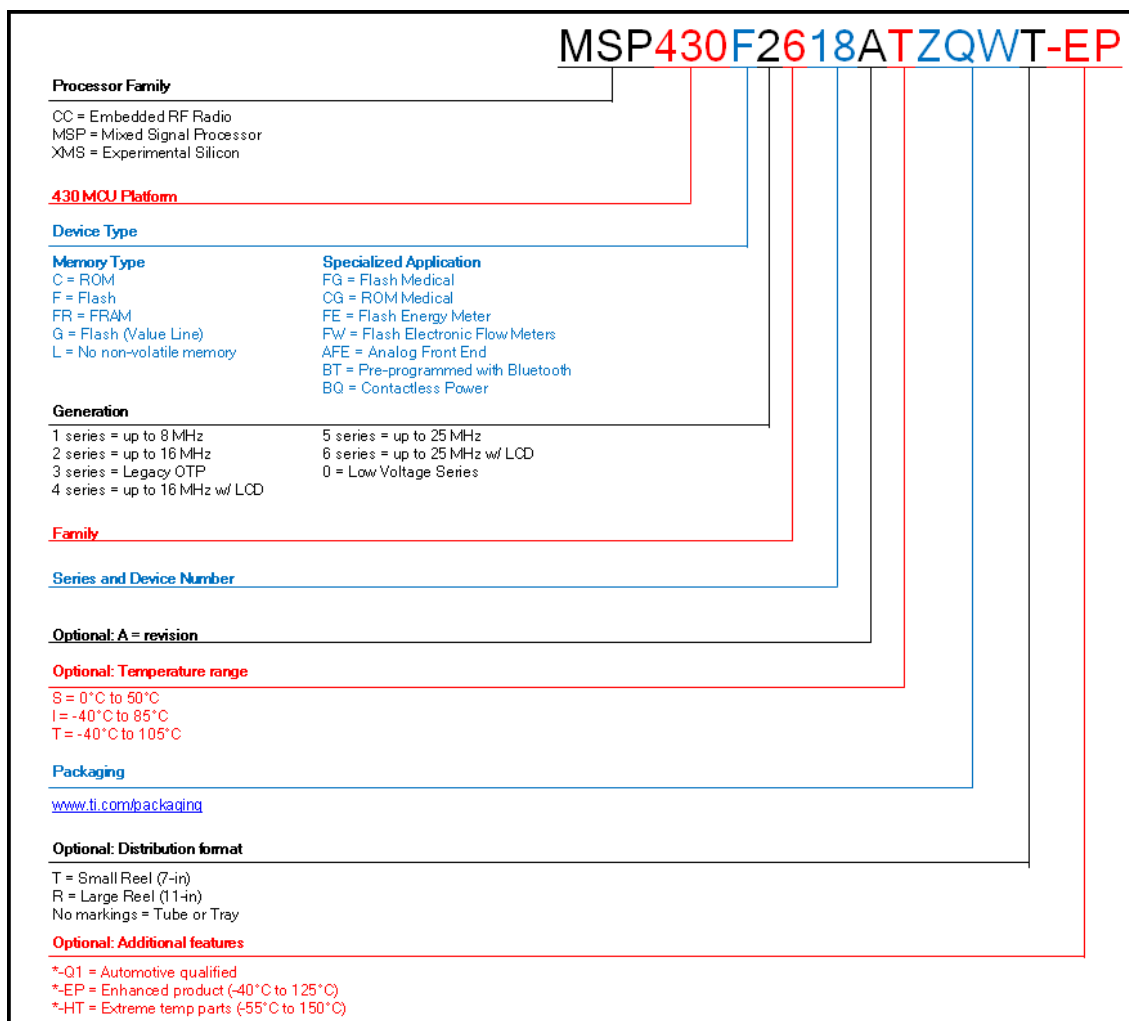 MSP430F2618ATZQWT-EP
Processor Family
CC = Embedded RF Radio
MSP = Mixed Signal Processor
XMS = Experimental Silicon
430 MCU Platform
Device Type
Memory Type
C = ROM
F = Flash
FR = FRAM
G = Flash (Value Line)
L = No non-volatile memory
Specialized Application
FG = Flash Medical
CG = ROM Medical
FE = Flash Energy Meter
FW = Flash Electronic Flow Meters
AFE = Analog Front End
BT = Pre-programmed with Bluetooth
BQ = Contactless Power
Generation
1 series = up to 8 MHz
2 series = up to 16 MHz
3 series = Legacy OTP
4 series = up to 16 MHz w/ LCD
5 series = up to 25 MHz
6 series = up to 25 MHz w/ LCD
0 = Low Voltage Series
Family
Series and Device Number
Optional: A = revision
Optional: Temperature range
S = 0°C to 50°C
I = -40°C to 85°C
T = -40°C to 105°C
Packaging
www.ti.com/packaging
Optional: Distribution format
T = Small Reel (7-in)
R = Large Reel (11-in)
No markings = Tube or Tray
Optional: Additional features
*-Q1 = Automotive qualified
*-EP = Enhanced product (-40°C to 125°C)
*-HT = Extreme temp parts (-55°C to 150°C)